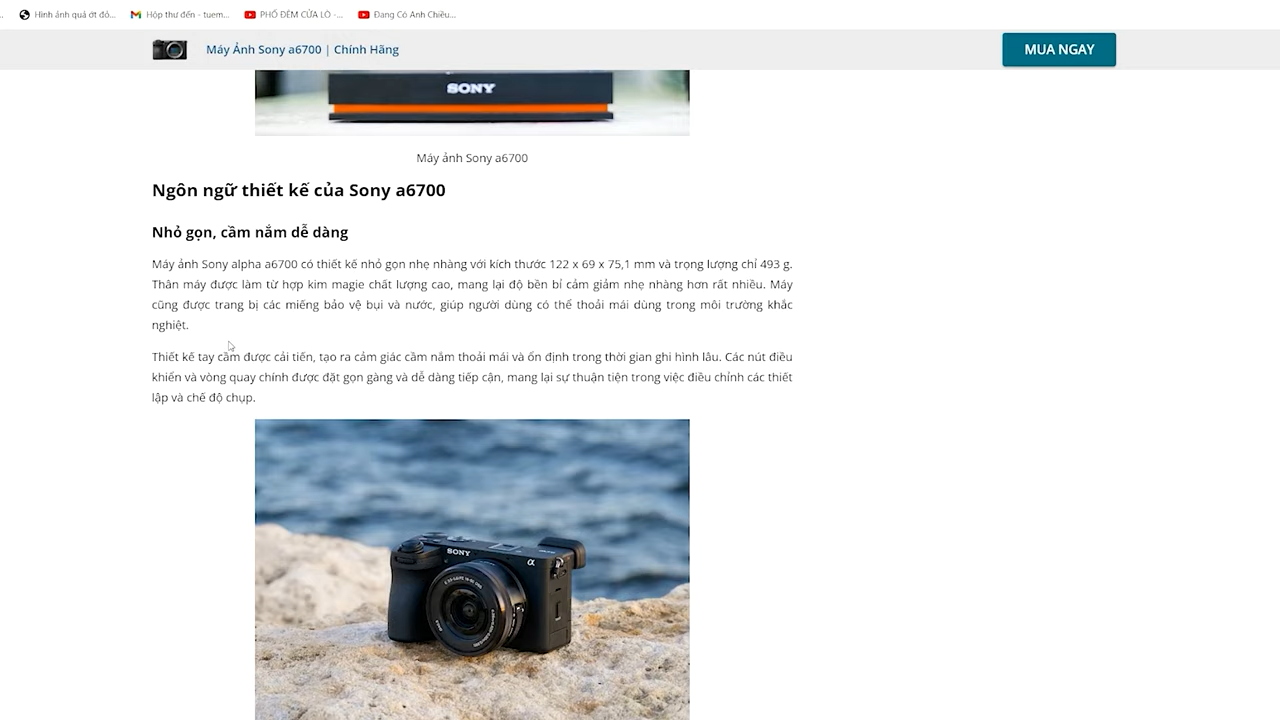 Hình ảnh quả ớt đỏ...
Hộp thư đến - tuem...
PHỐ ĐÊM CỬA LÒ -...
Đang Có Anh Chiều...
Máy Ảnh Sony a6700 | Chính Hãng
MUA NGAY
SONY
Máy ảnh Sony a6700
Ngôn ngữ thiết kế của Sony a6700
Nhỏ gọn, cầm nắm dễ dàng
Máy ảnh Sony alpha a6700 có thiết kế nhỏ gọn nhẹ nhàng với kích thước 122 x 69 x 75,1 mm và trọng lượng chỉ 493 g.
Thân máy được làm từ hợp kim magie chất lượng cao, mang lại độ bền bỉ cảm giảm nhẹ nhàng hơn rất nhiều. Máy
cũng được trang bị các miếng bảo vệ bụi và nước, giúp người dùng có thể thoải mái dùng trong môi trường khắc
nghiệt.
Thiết kế tay cầm được cải tiến, tạo ra cảm giác cầm nắm thoải mái và ổn định trong thời gian ghi hình lâu. Các nút điều
khiển và vòng quay chính được đặt gọn gàng và dễ dàng tiếp cận, mang lại sự thuận tiện trong việc điều chỉnh các thiết
lập và chế độ chụp.
SONY
α